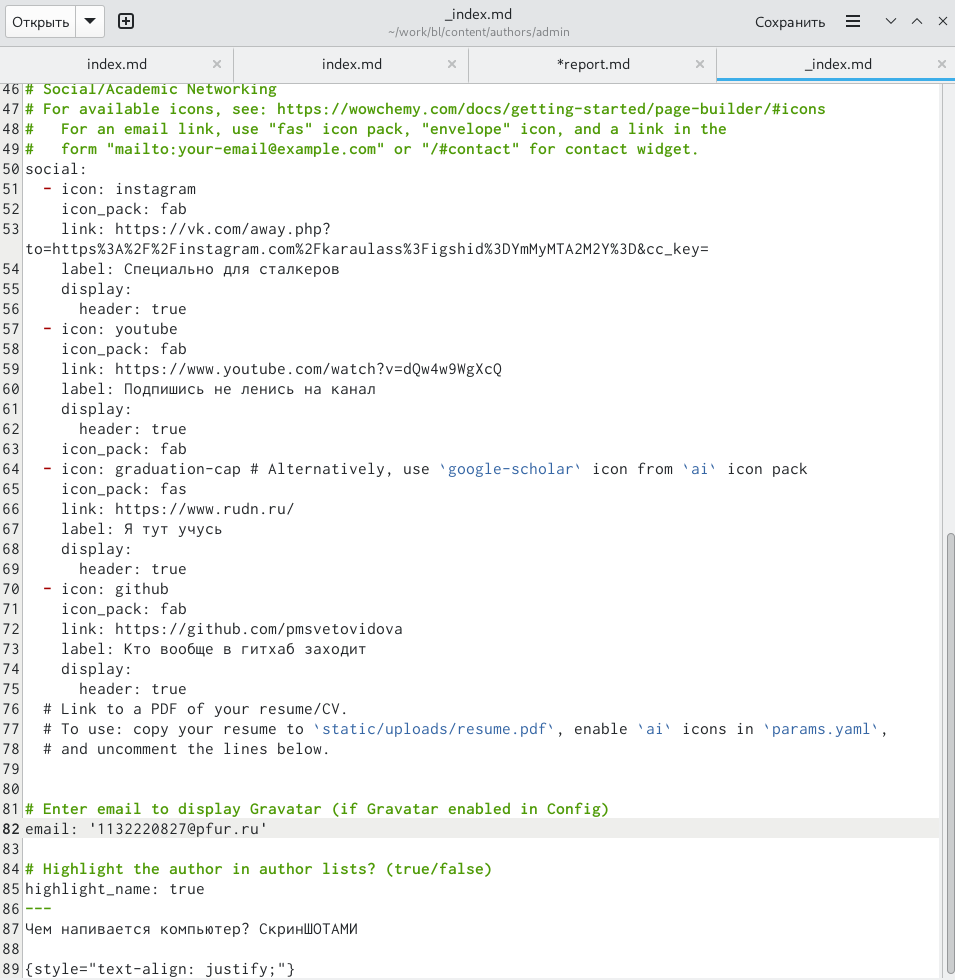 Открыть
_index.md
~/work/bl/content/authors/admin
Сохранить
index.md
index.md
*report.md
_index.md
46 # Social/Academic Networking
47 # For available icons, see: https://wowchemy.com/docs/getting-started/page-builder/#icons
48 #   For an email link, use "fas" icon pack, "envelope" icon, and a link in the
49 #   form "mailto:your-email@example.com" or "/#contact" for contact widget.
50 social:
51   - icon: instagram
52     icon_pack: fab
53     link: https://vk.com/away.php?
to=https%3A%2F%2Finstagram.com%2Fkaraulass%3Figshid%3DYmMyMTA2M2Y%3D&cc_key=
54     label: Специально для сталкеров
55     display:
56       header: true
57   - icon: youtube
58     icon_pack: fab
59     link: https://www.youtube.com/watch?v=dQw4w9WgXcQ
60     label: Подпишись не ленись на канал
61     display:
62       header: true
63     icon_pack: fab
64   - icon: graduation-cap # Alternatively, use `google-scholar` icon from `ai` icon pack
65     icon_pack: fas
66     link: https://www.rudn.ru/
67     label: Я тут учусь
68     display:
69       header: true
70   - icon: github
71     icon_pack: fab
72     link: https://github.com/pmsvetovidova
73     label: Кто вообще в гитхаб заходит
74     display:
75       header: true
76   # Link to a PDF of your resume/CV.
77   # To use: copy your resume to `static/uploads/resume.pdf`, enable `ai` icons in `params.yaml`,
78   # and uncomment the lines below.
79
80
81 # Enter email to display Gravatar (if Gravatar enabled in Config)
82 email: '1132220827@pfur.ru'
83
84 # Highlight the author in author lists? (true/false)
85 highlight_name: true
86 ---
87 Чем напивается компьютер? СкринШОТАМИ
88
89 {style="text-align: justify;"}